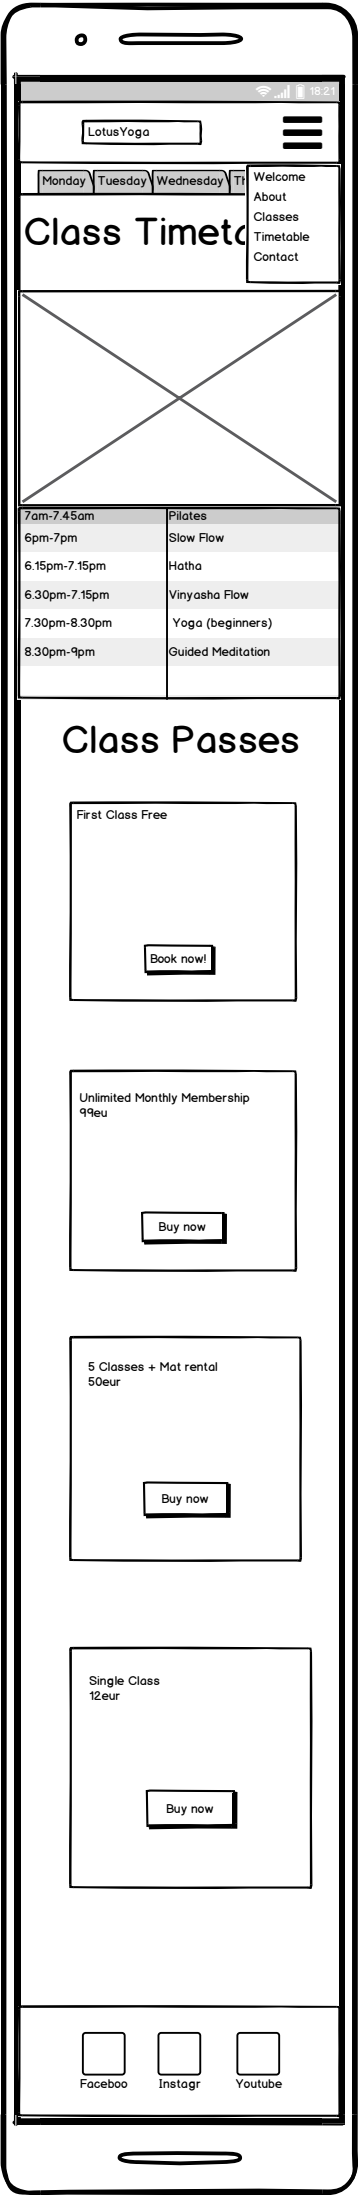 18:21
LotusYoga
Welcome
About
Classes
Timetable
Contact
Monday Tuesday Wednesday Th
Class Timeta
7am-7.45am Pilates
6pm-7pm Slow Flow
6.15pm-7.15pm Hatha
6.30pm-7.15pm Vinyasha Flow
7.30pm-8.30pm Yoga (beginners)
8.30pm-9pm Guided Meditation
Class Passes
First Class Free
Book now!
Unlimited Monthly Membership
99eu
Buy now
5 Classes + Mat rental
50eur
Buy now
Single Class
12eur
Buy now
Faceboo Instagr Youtube